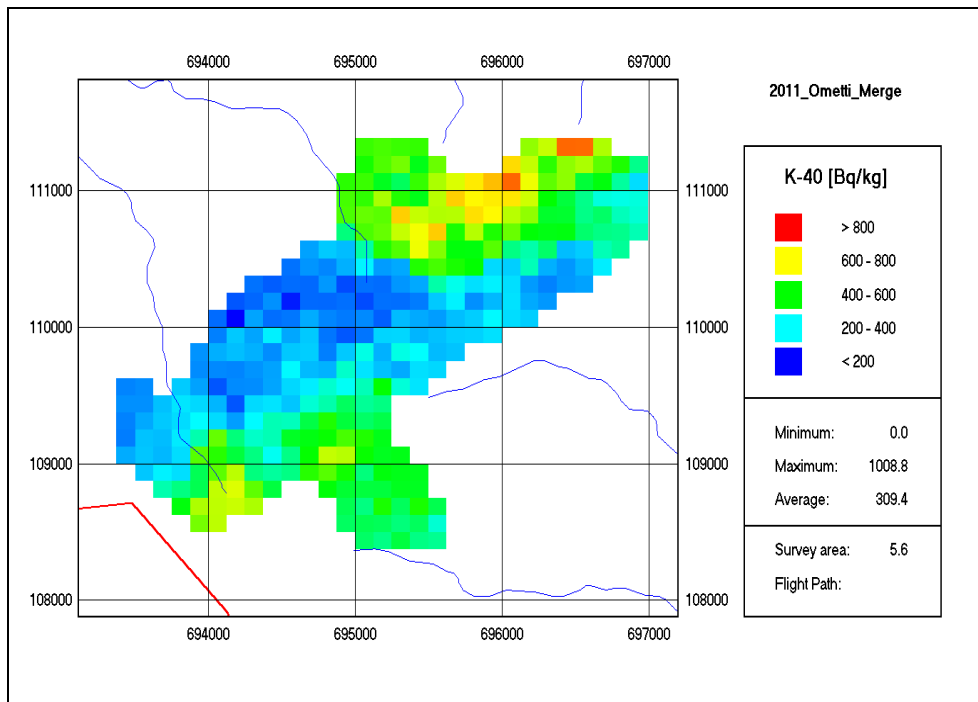 694000 695000 696000 697000
2011_Ometti_Merge
K-40 [Bq/kg]
> 800
600 - 800
400 - 600
200 - 400
< 200
111000 111000
110000 110000
109000 109000
108000 108000
Minimum: 0.0
Maximum: 1008.8
Average: 309.4
Survey area: 5.6
Flight Path:
694000 695000 696000 697000